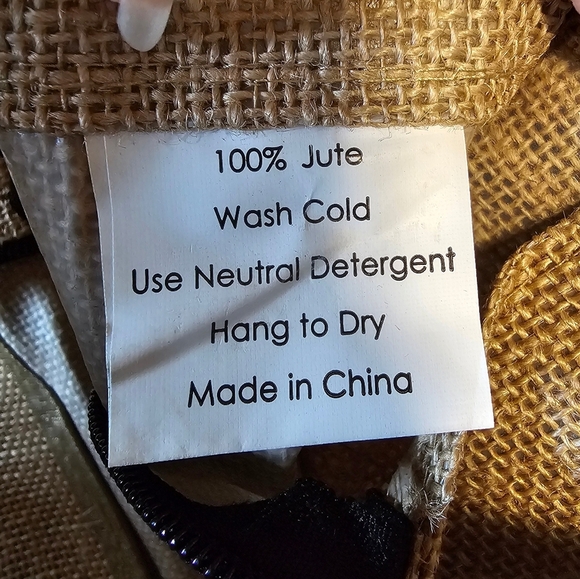 100% Jute
Wash Cold
Use Neutral Detergent
Hang to Dry
Made in China